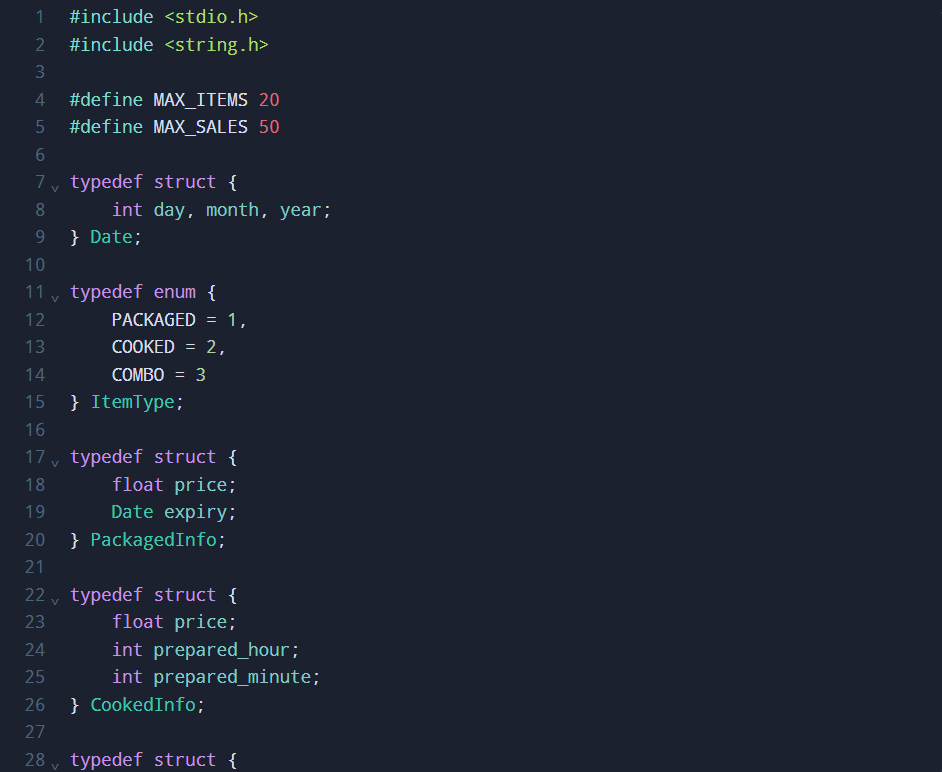 1 #include <stdio.h>
2 #include <string.h>
3
4 #define MAX_ITEMS 20
5 #define MAX_SALES 50
6
7 typedef struct {
8     int day, month, year;
9 } Date;
10
11 typedef enum {
12     PACKAGED = 1,
13     COOKED = 2,
14     COMBO = 3
15 } ItemType;
16
17 typedef struct {
18     float price;
19     Date expiry;
20 } PackagedInfo;
21
22 typedef struct {
23     float price;
24     int prepared_hour;
25     int prepared_minute;
26 } CookedInfo;
27
28 typedef struct {